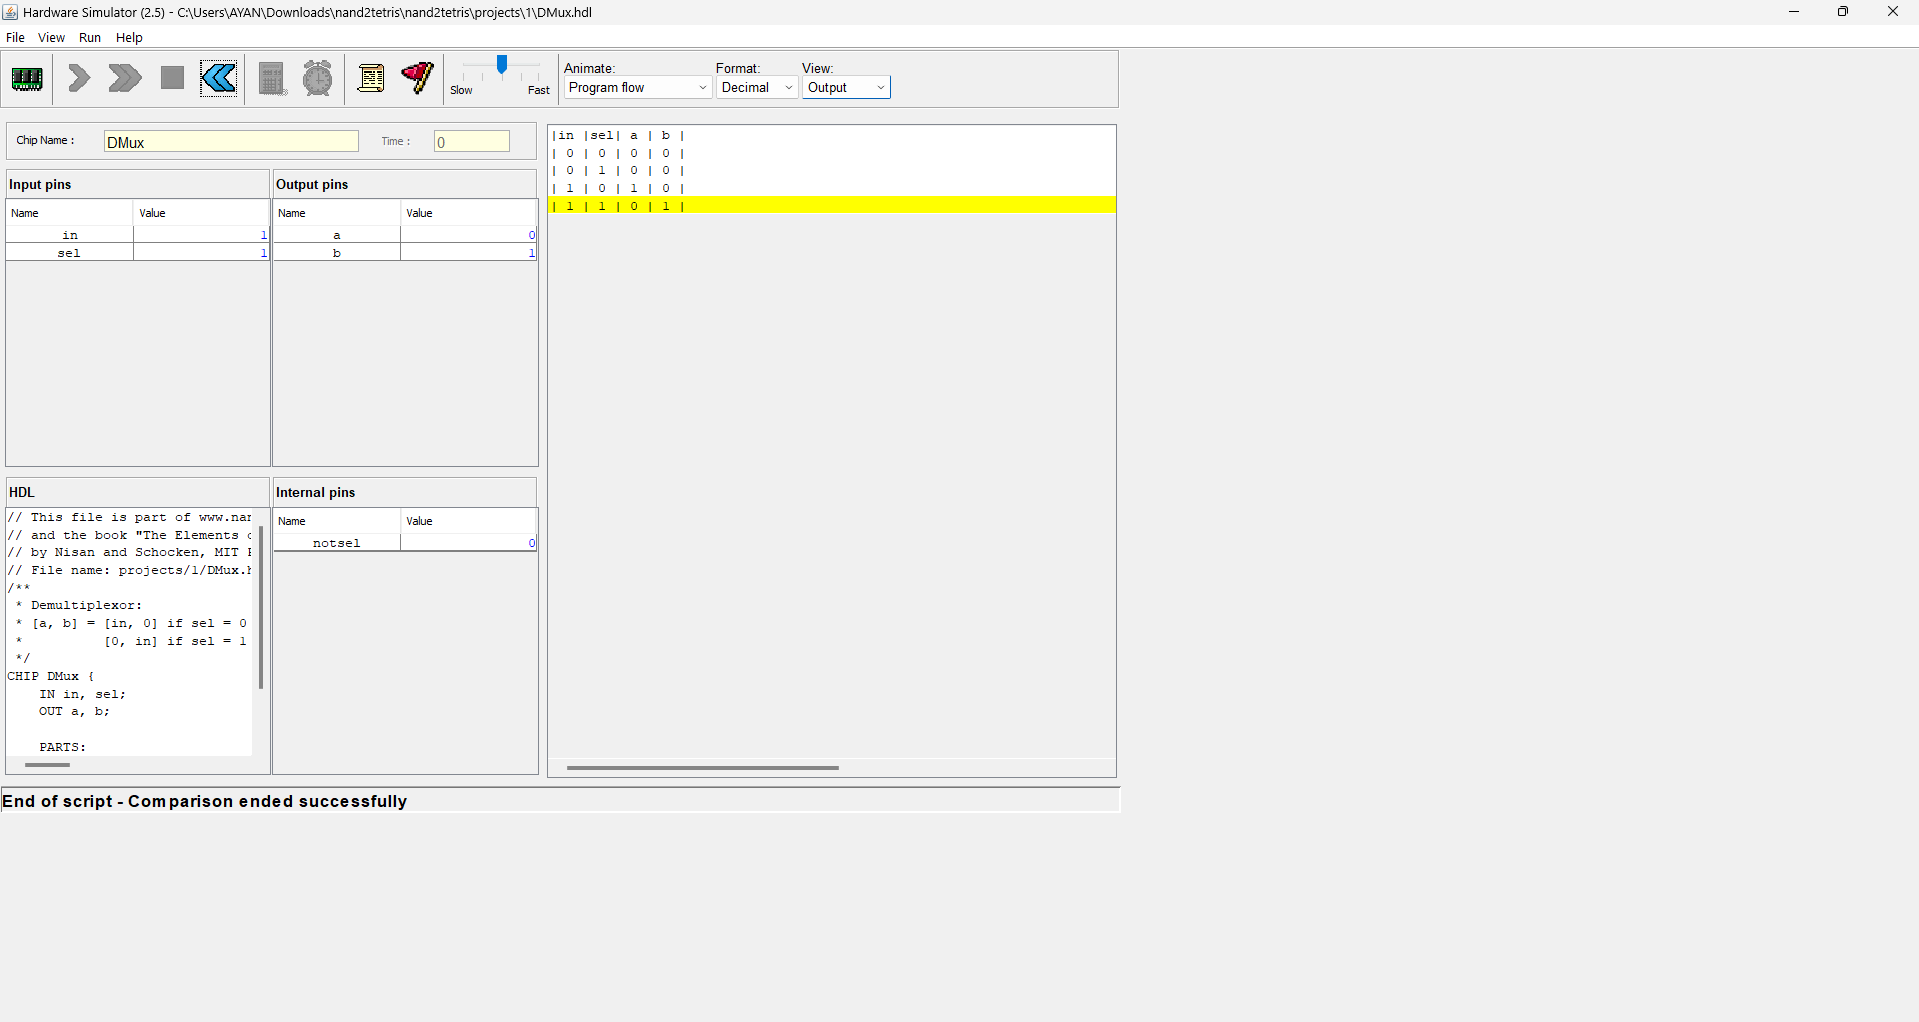 Hardware Simulator (2.5) - C:\Users\AYAN\Downloads\nand2tetris\nand2tetris\projects\1\DMux.hdl
File View Run Help
Slow Fast
Animate: Format: View:
Program flow Decimal Output
Chip Name : DMux Time : 0
Input pins
Name Value
in 1
sel 1
Output pins
Name Value
a 0
b 1
|in |sel| a | b |
| 0 | 0 | 0 | 0 |
| 0 | 1 | 0 | 0 |
| 1 | 0 | 1 | 0 |
| 1 | 1 | 0 | 1 |
HDL
// This file is part of www.nan
// and the book "The Elements o
// by Nisan and Schocken, MIT P
// File name: projects/1/DMux.h
/**
* Demultiplexor:
* [a, b] = [in, 0] if sel = 0
* [0, in] if sel = 1
*/
CHIP DMux {
IN in, sel;
OUT a, b;
PARTS:
Internal pins
Name Value
notsel 0
End of script - Comparison ended successfully